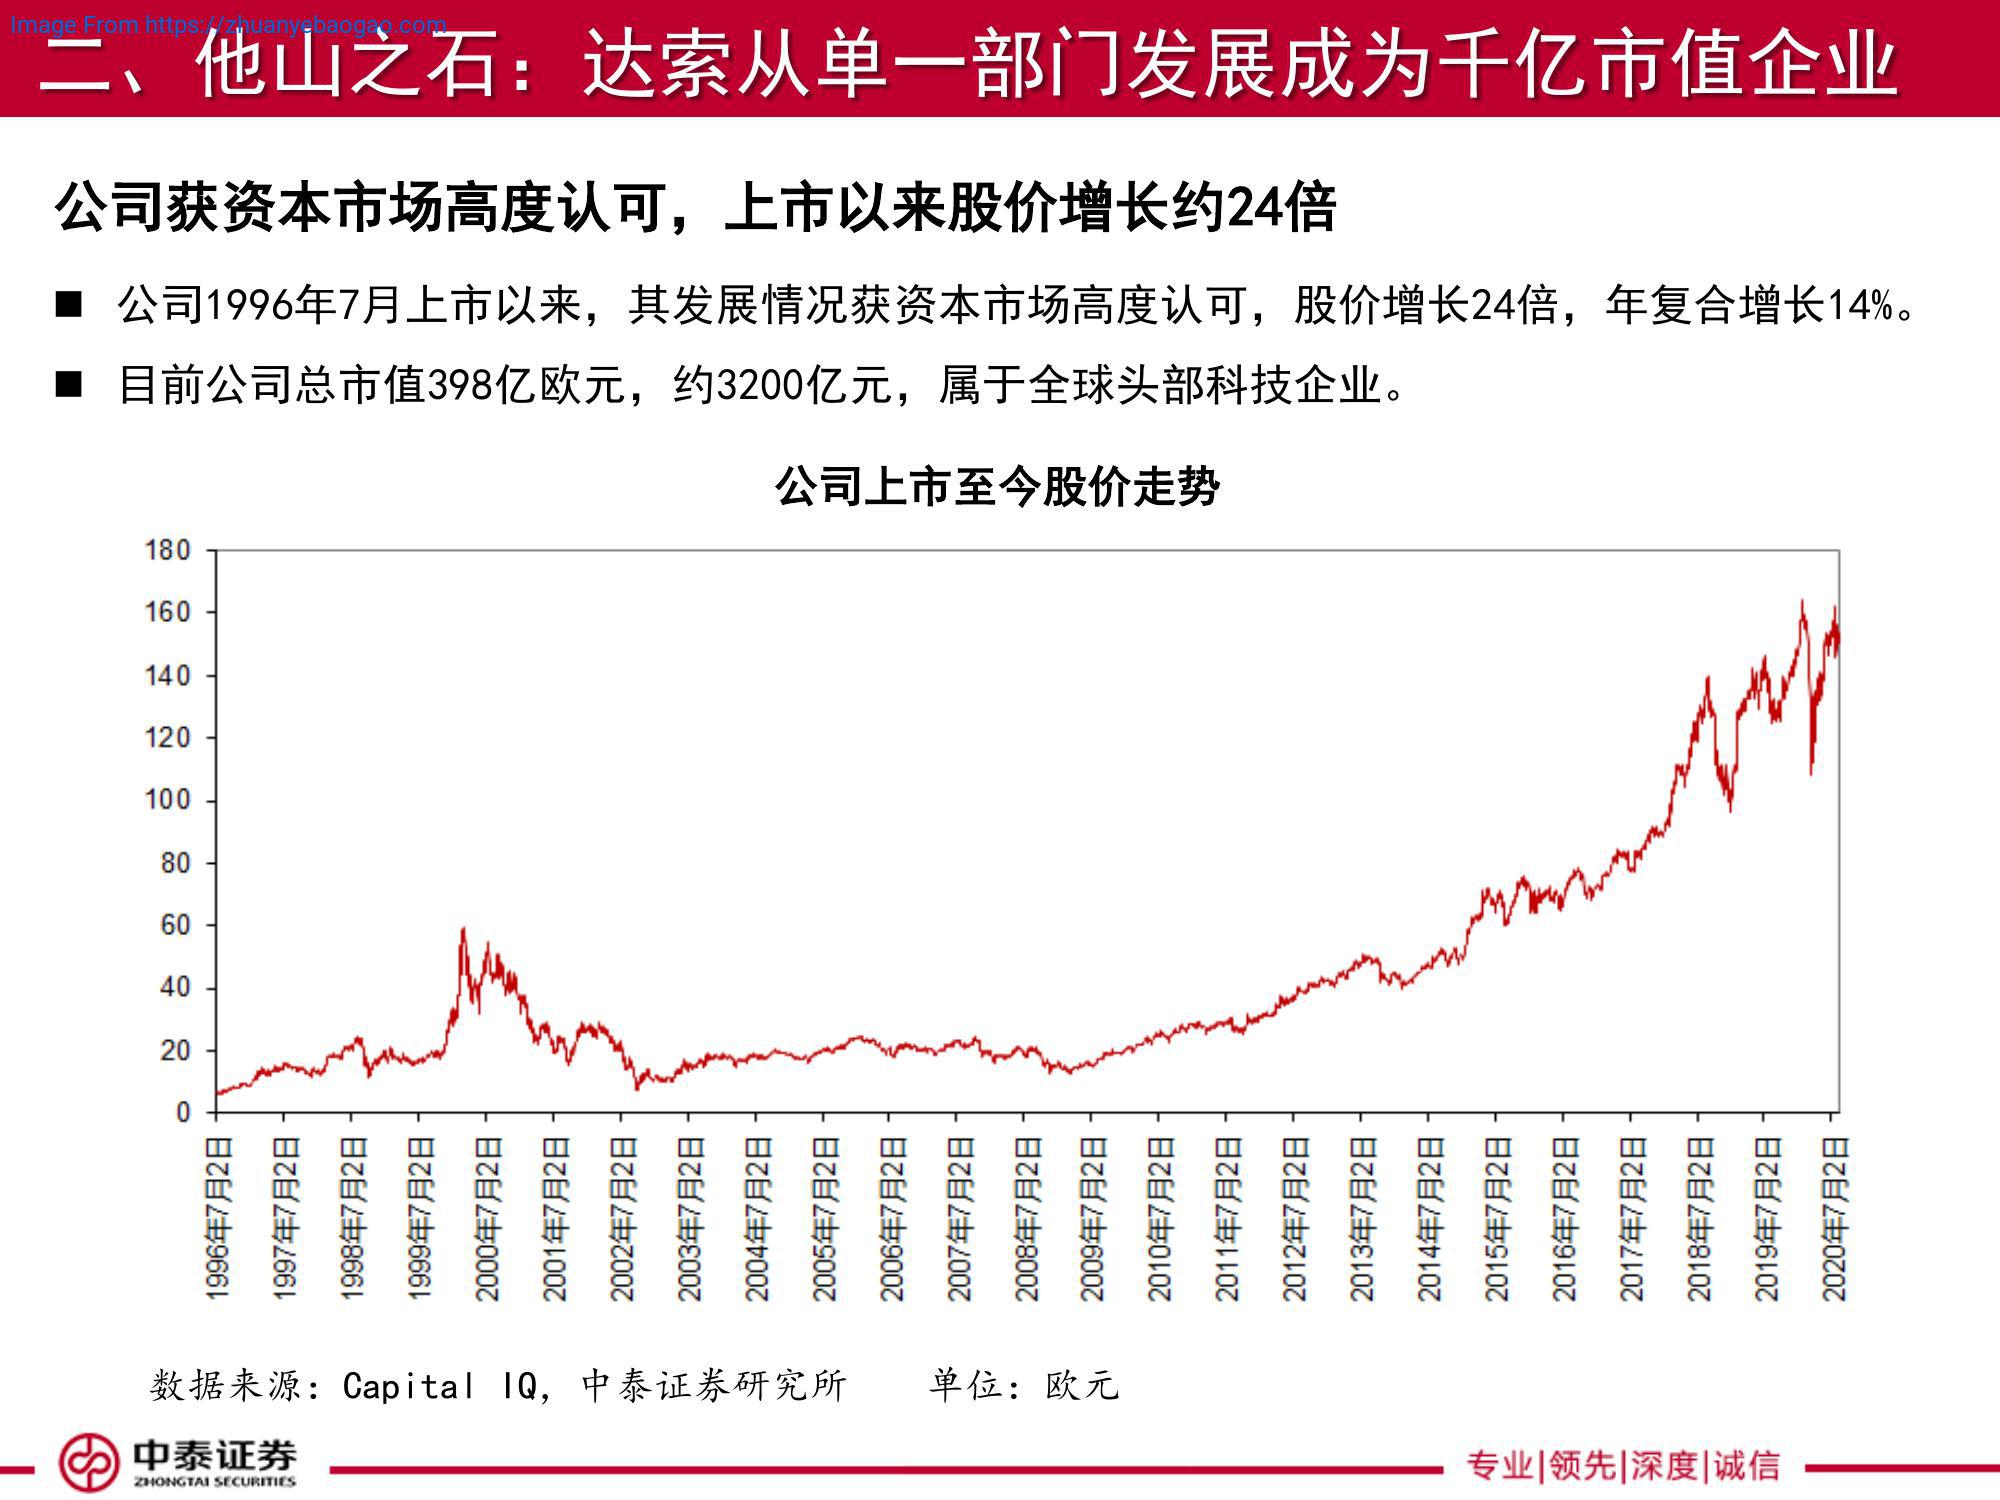 Image From https://zhuanyebaogao.com
二、他山之石：达索从单一部门发展成为千亿市值企业
公司获资本市场高度认可，上市以来股价增长约24倍
■ 公司1996年7月上市以来，其发展情况获资本市场高度认可，股价增长24倍，年复合增长14%。
■ 目前公司总市值398亿欧元，约3200亿元，属于全球头部科技企业。
公司上市至今股价走势
180
160
140
120
100
80
60
40
20
0
1996年7月2日
1997年7月2日
1998年7月2日
1999年7月2日
2000年7月2日
2001年7月2日
2002年7月2日
2003年7月2日
2004年7月2日
2005年7月2日
2006年7月2日
2007年7月2日
2008年7月2日
2009年7月2日
2010年7月2日
2011年7月2日
2012年7月2日
2013年7月2日
2014年7月2日
2015年7月2日
2016年7月2日
2017年7月2日
2018年7月2日
2019年7月2日
2020年7月2日
数据来源：Capital IQ，中泰证券研究所 单位：欧元
中泰证券
ZHONGTAI SECURITIES
专业|领先|深度|诚信